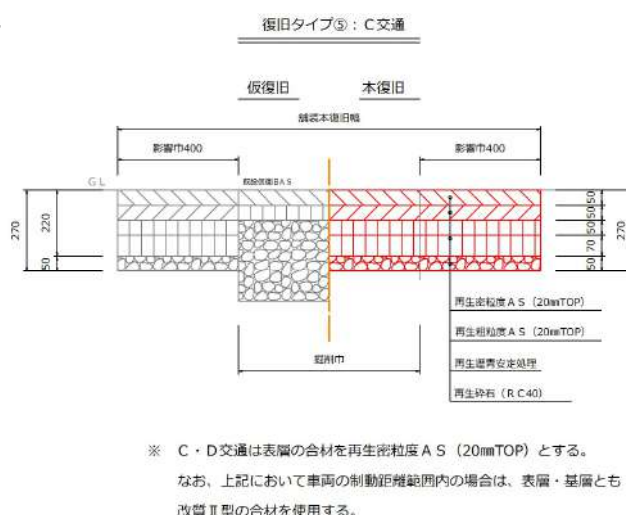 復旧タイプ⑤：C交通
仮復旧
本復旧
舗装本復旧幅
影響巾400
影響巾400
GL
270
220
50
50
50
50
70
50
270
再生密粒度AS（20㎜TOP）
再生粗粒度AS（20㎜TOP）
掘削巾
再生瀝青安定処理
再生砕石（RC40）
※　C・D交通は表層の合材を再生密粒度AS（20㎜TOP）とする。
なお、上記において車両の制動距離範囲内の場合は、表層・基層とも
改質Ⅱ型の合材を使用する。